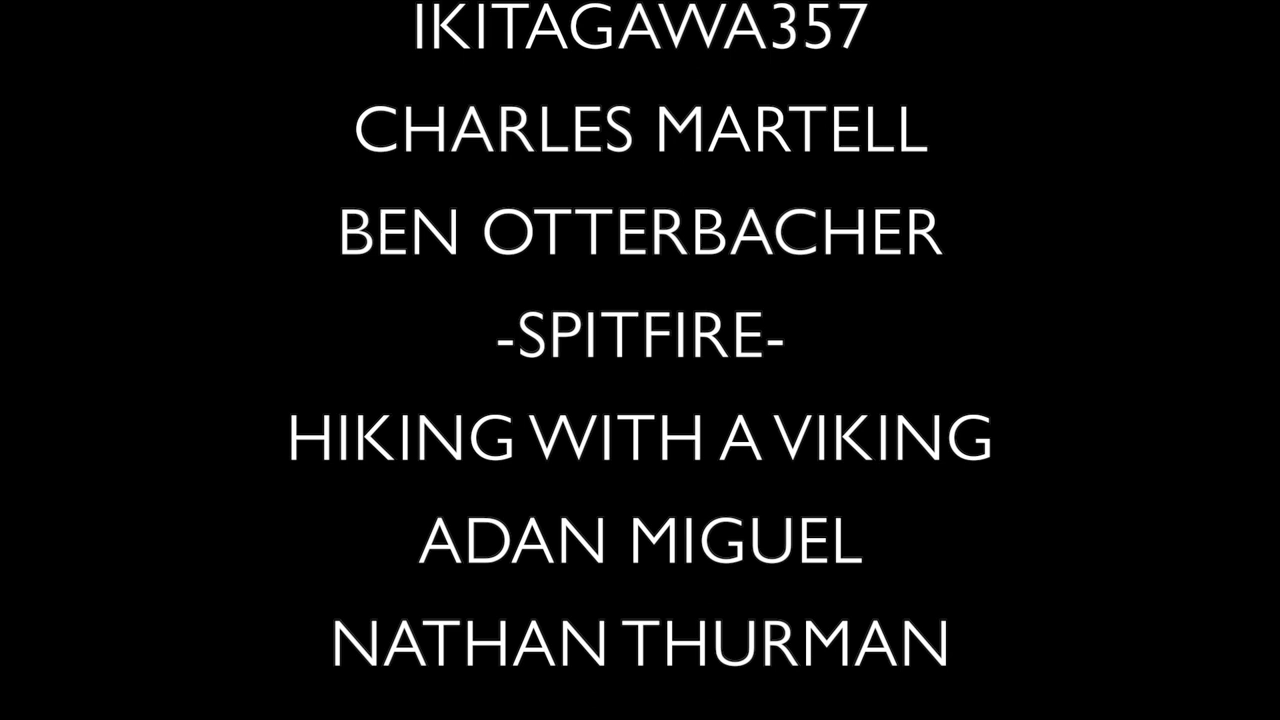 IKITAGAWA357
CHARLES MARTELL
BEN OTTERBACHER
-SPITFIRE-
HIKING WITH A VIKING
ADAN MIGUEL
NATHAN THURMAN